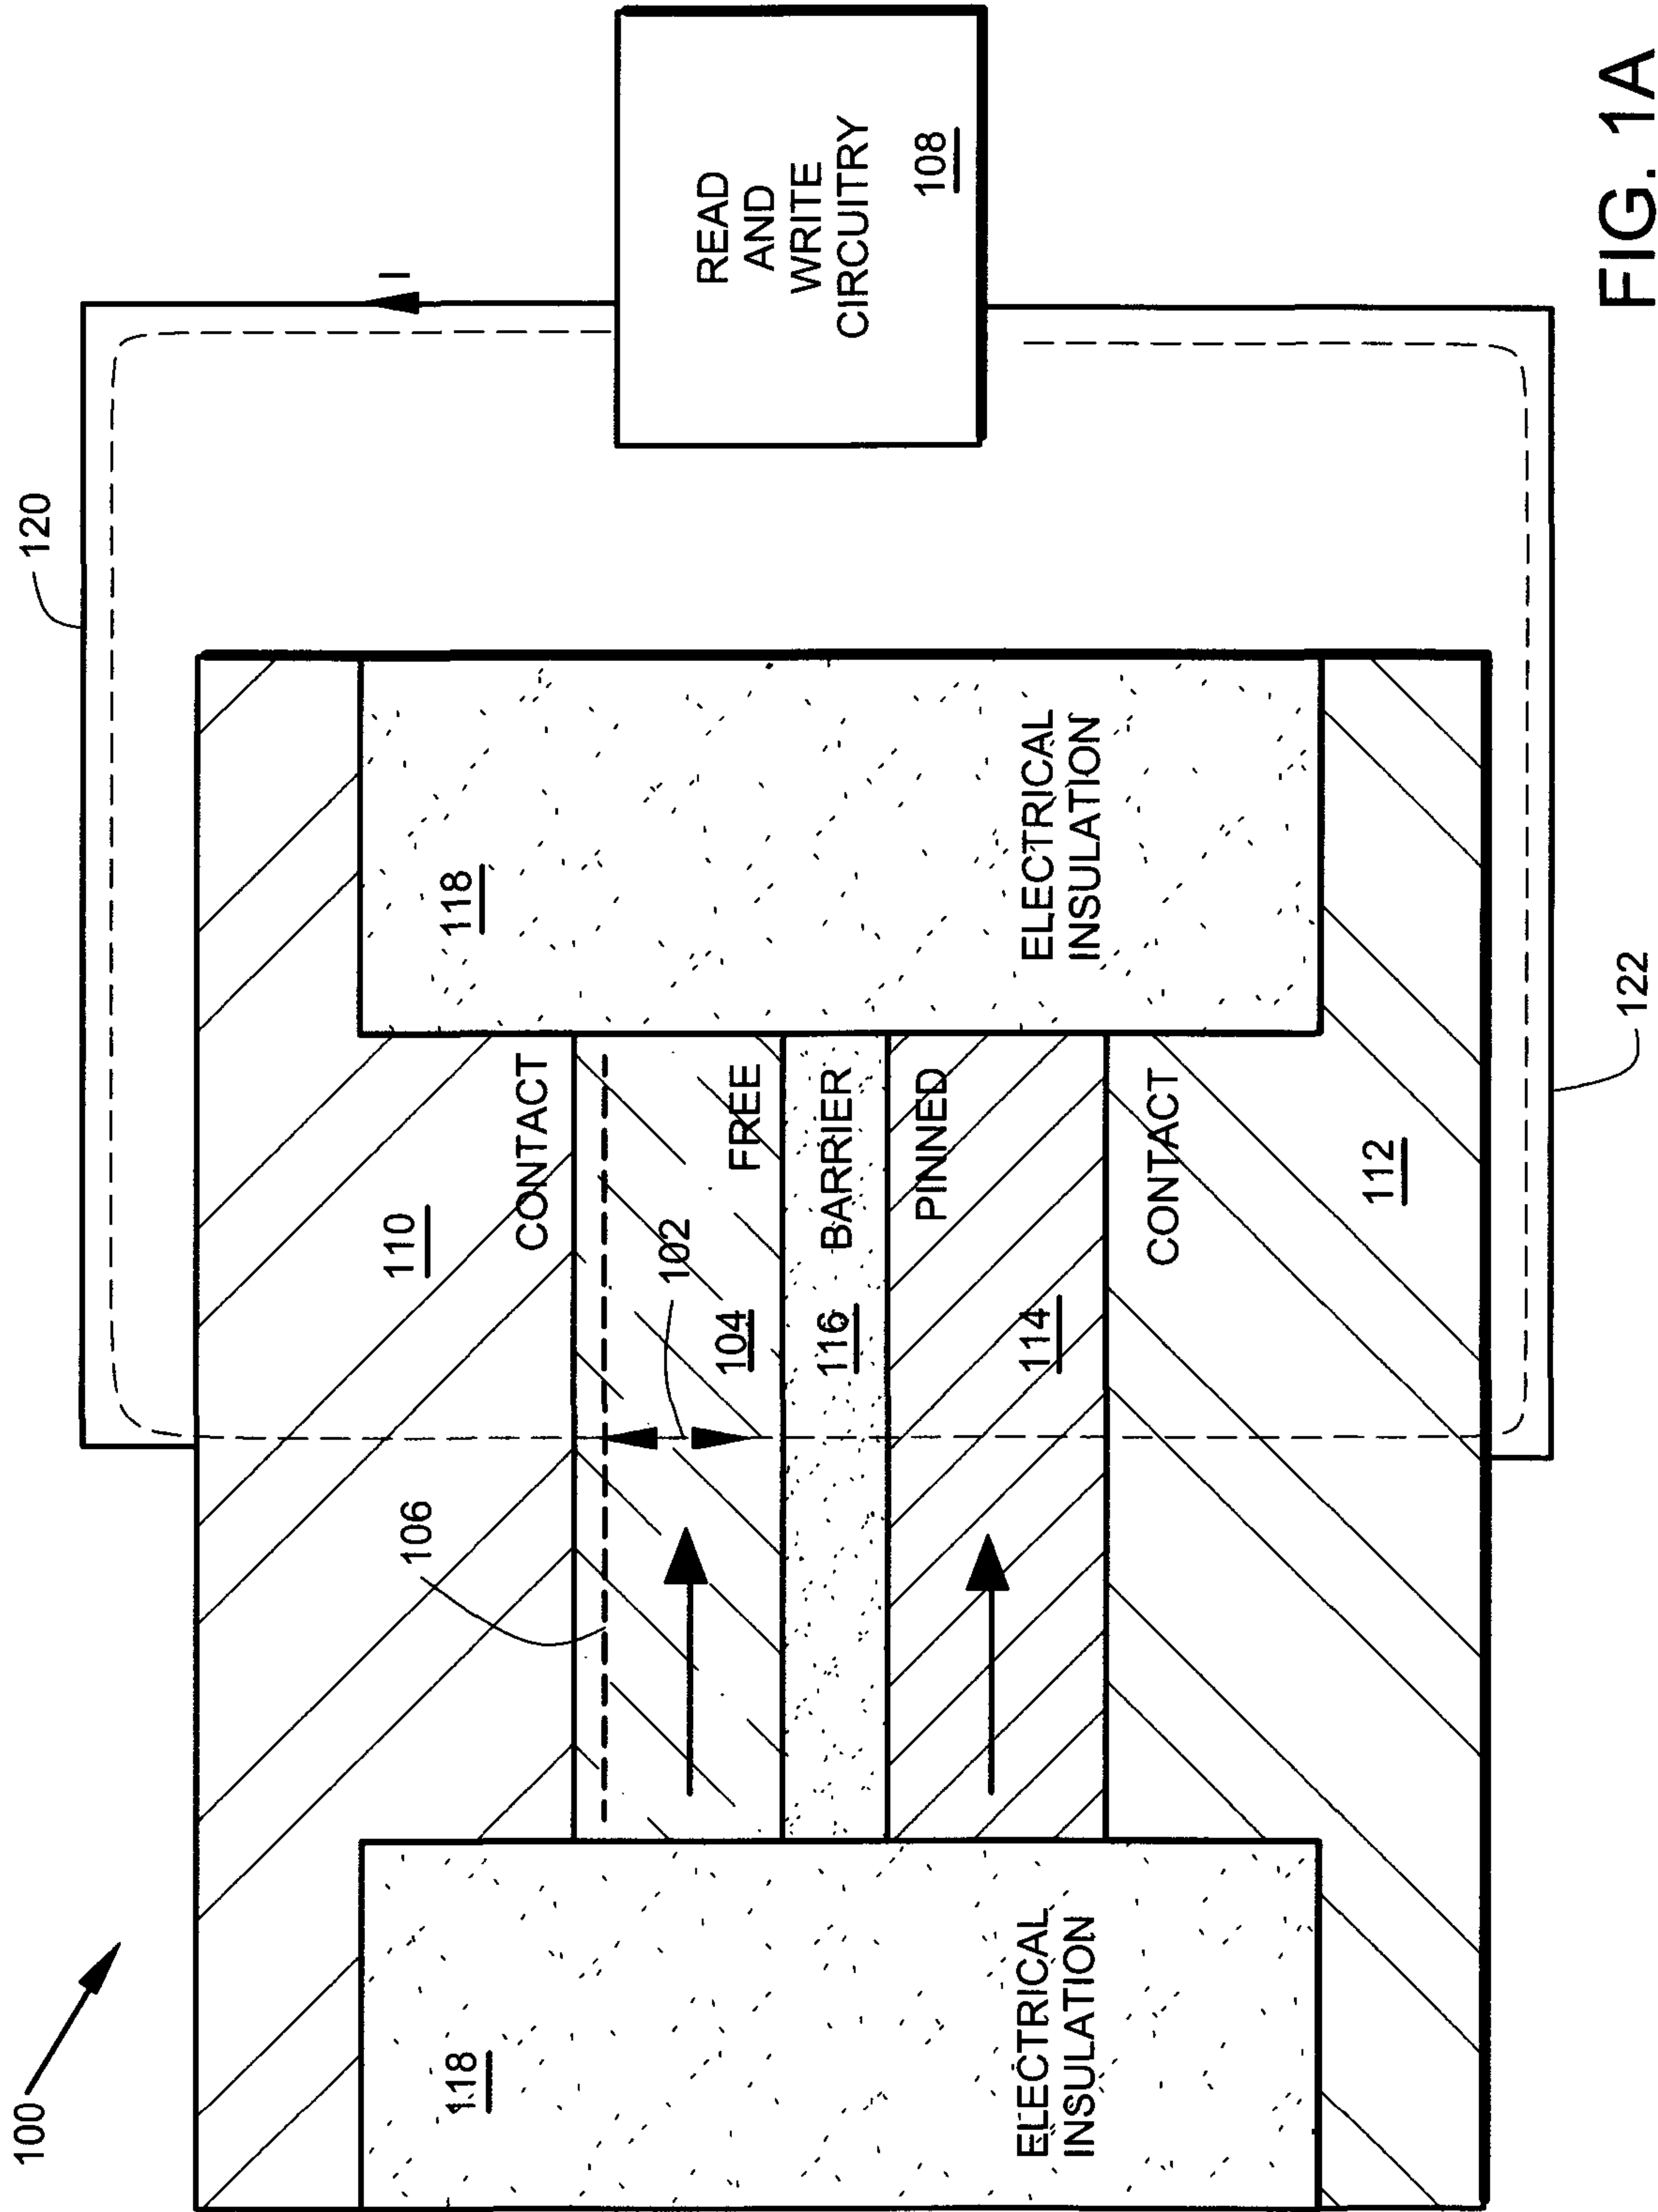 100
120
I
110
106
118
118
CONTACT
102
READ
AND
WRITE
CIRCUITRY
108
104 FREE
116 BARRIER
PINNED
114
ELECTRICAL
INSULATION
ELECTRICAL
INSULATION
CONTACT
112
122
FIG. 1A